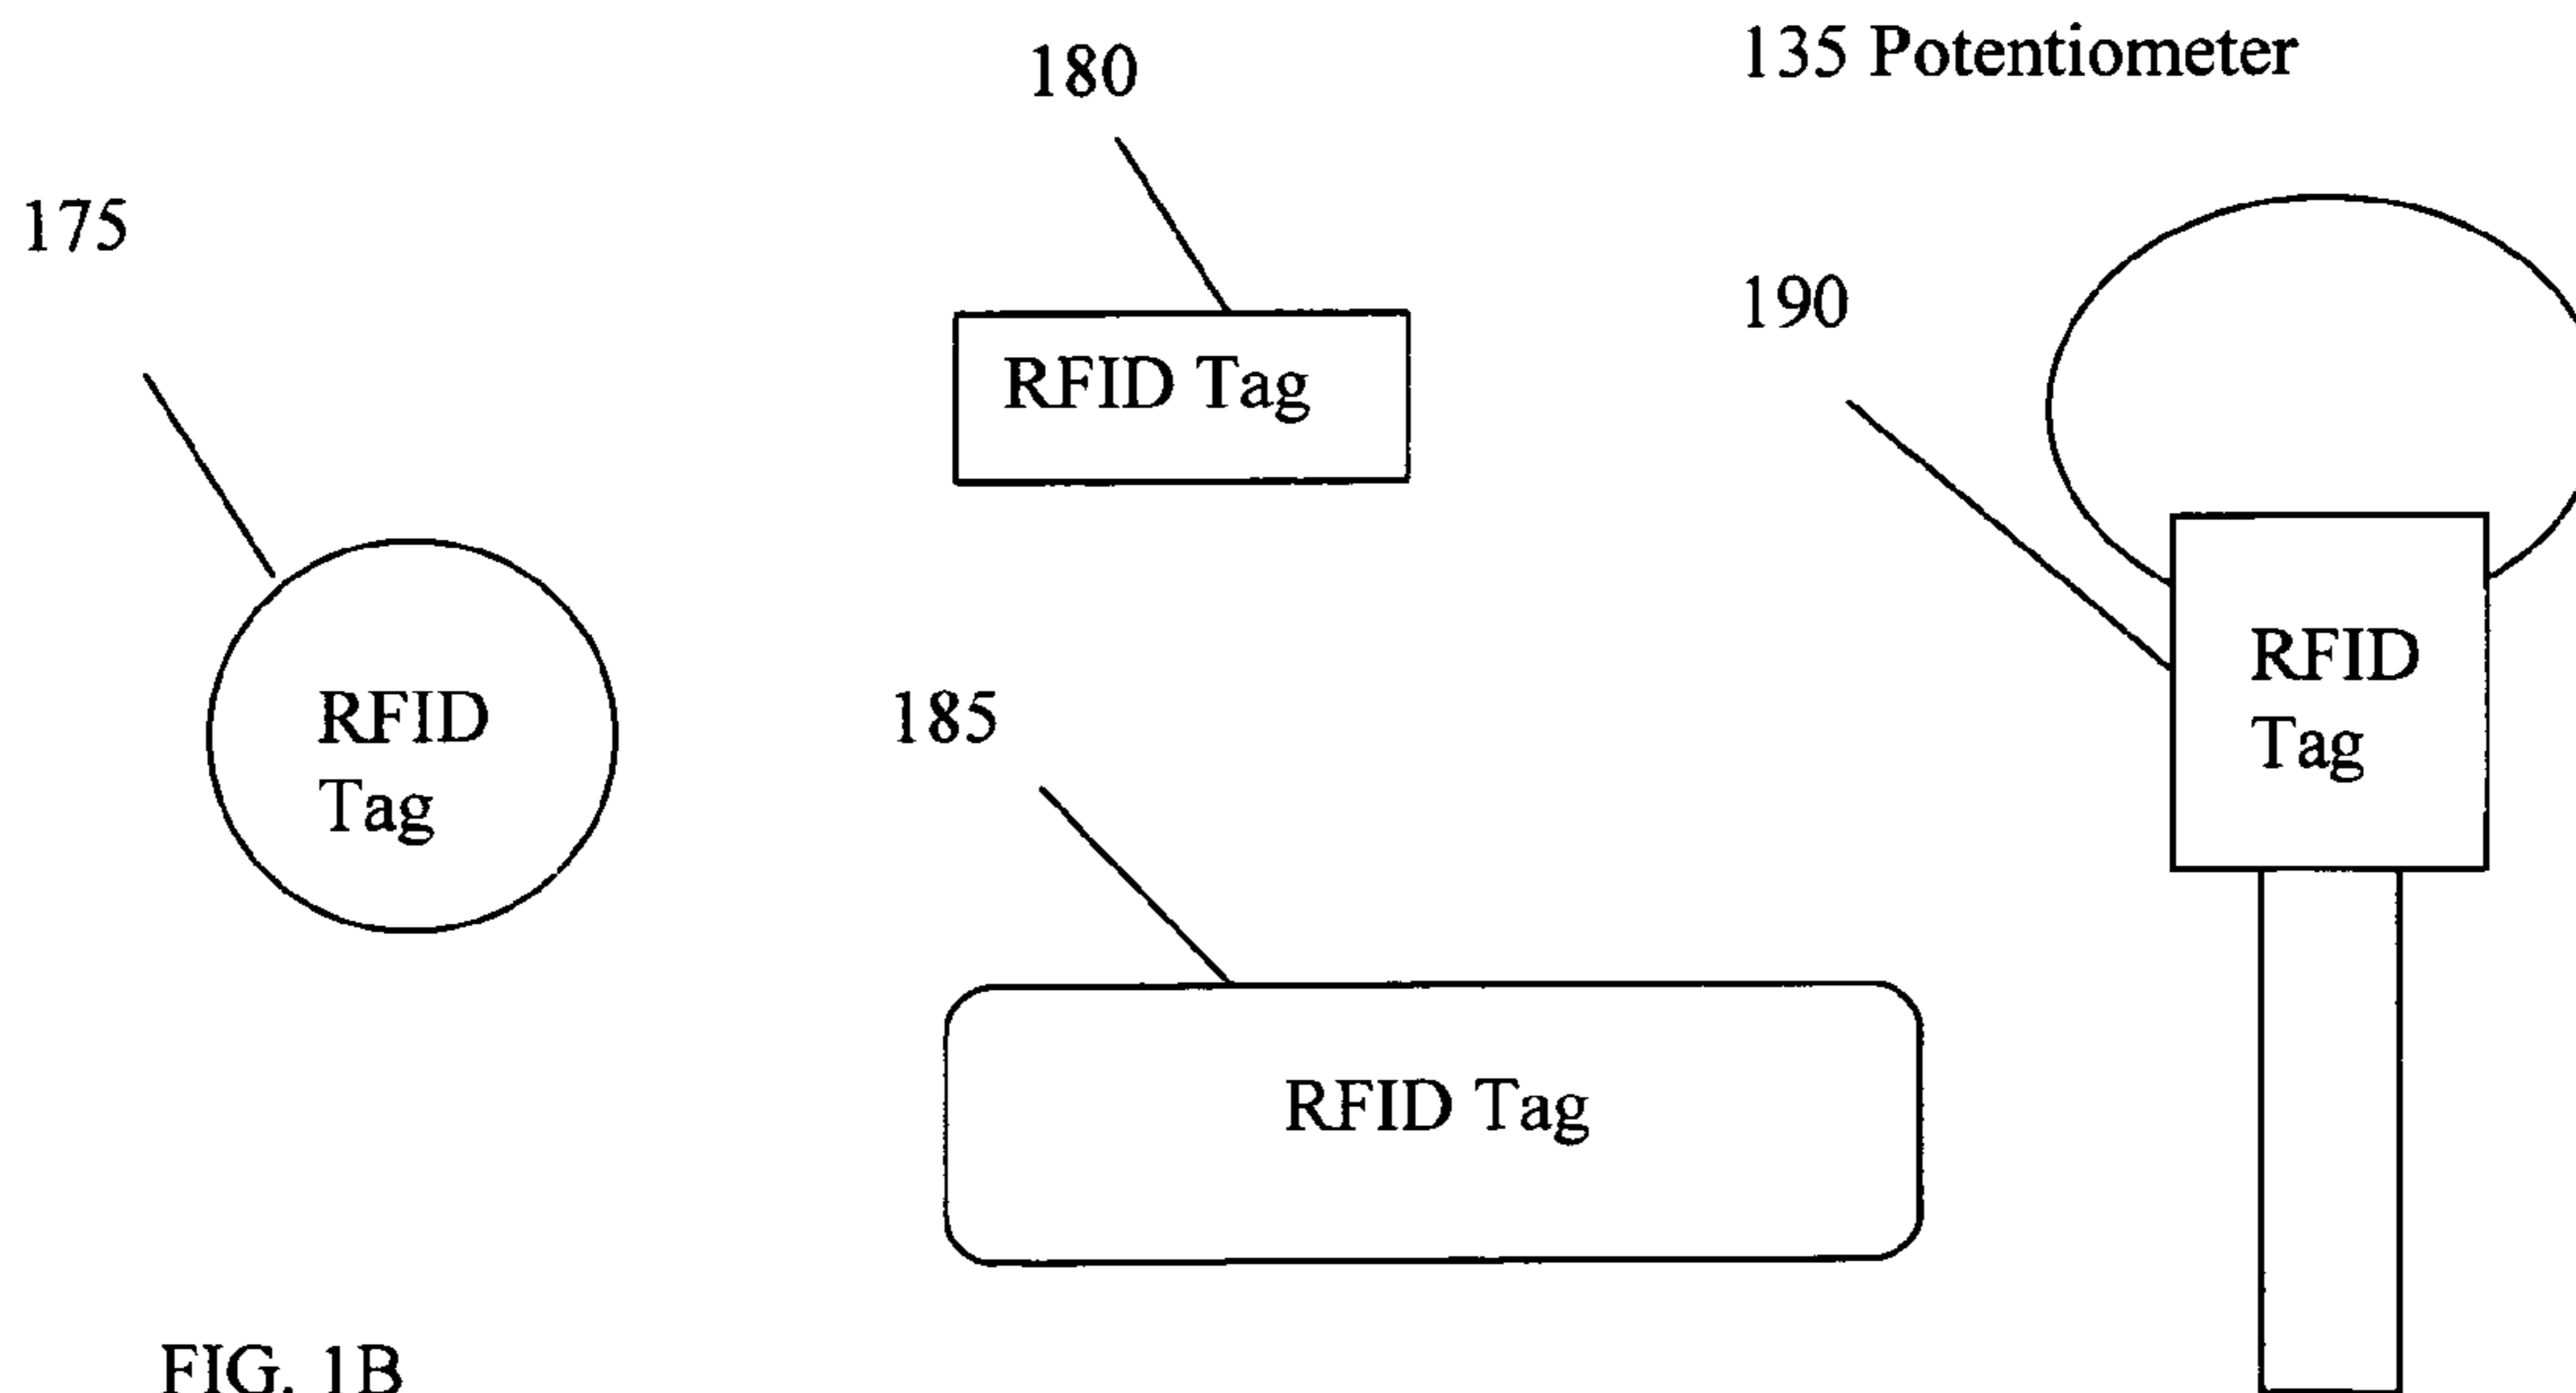 135 Potentiometer
180
175
190
RFID Tag
RFID
Tag
185
RFID
Tag
RFID Tag
FIG. 1B